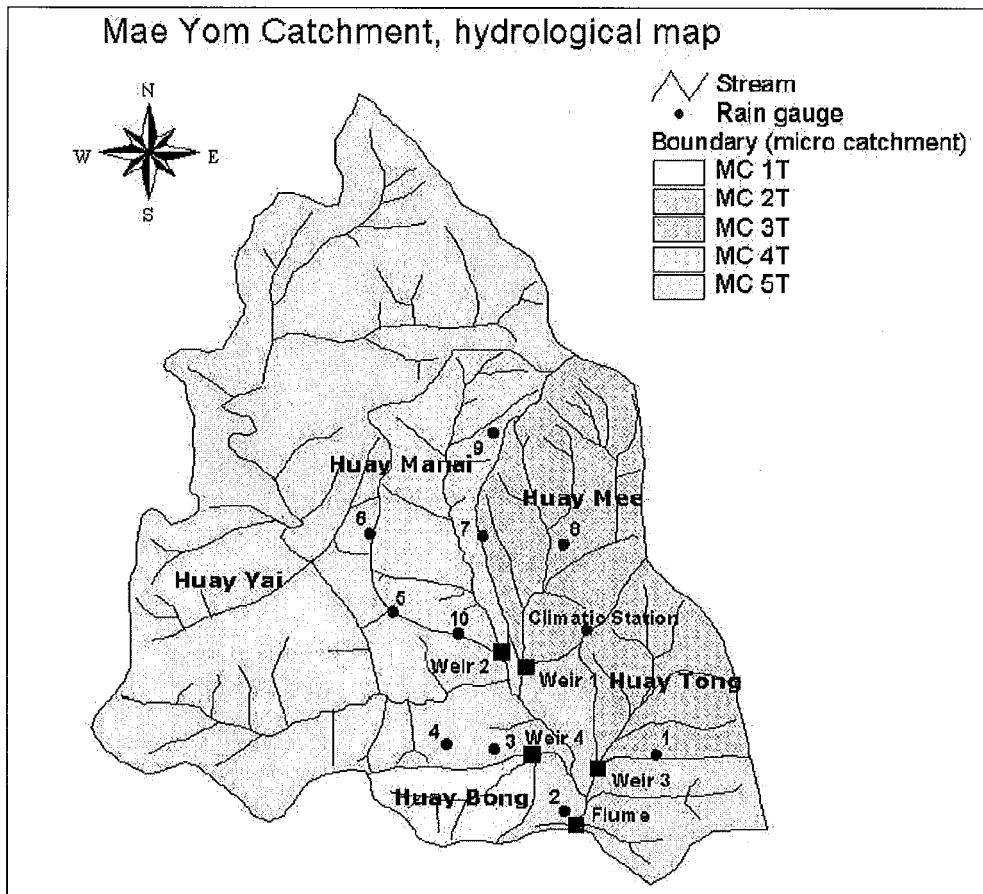 Mae Yom Catchment, hydrological map
N
W E
S
Stream
Rain gauge
Boundary (micro catchment)
MC 1T
MC 2T
MC 3T
MC 4T
MC 5T
9
Huay Manai
Huay Mee
6
7
8
Huay Yai
5
10
Climatic Station
Weir 2
Weir 1
Huay Tong
4
3
Weir 4
1
Weir 3
Huay Bong
2
Flume